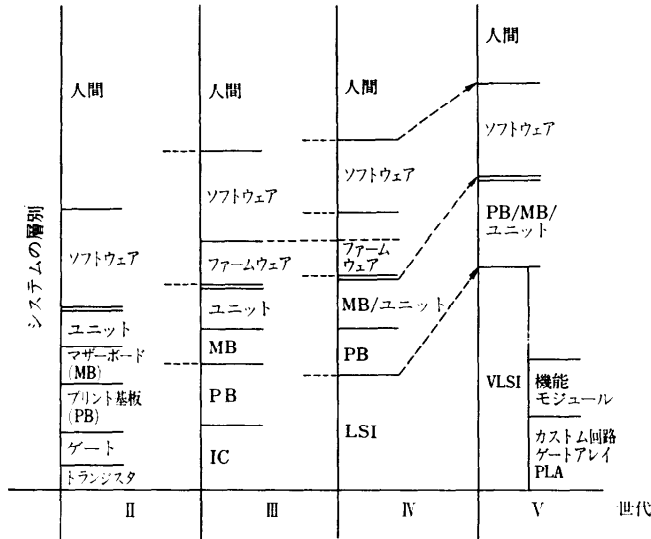 システムの層別
人間
ソフトウェア
ユニット
マザーボード
(MB)
プリント基板
(PB)
ゲート
トランジスタ
人間
ソフトウェア
ファームウェア
ユニット
MB
PB
IC
人間
ソフトウェア
ファーム
ウェア
MB/ユニット
PB
LSI
人間
ソフトウェア
PB/MB/
ユニット
VLSI
機能
モジュール
カストム回路
ゲートアレイ
PLA
II
III
IV
V
世代